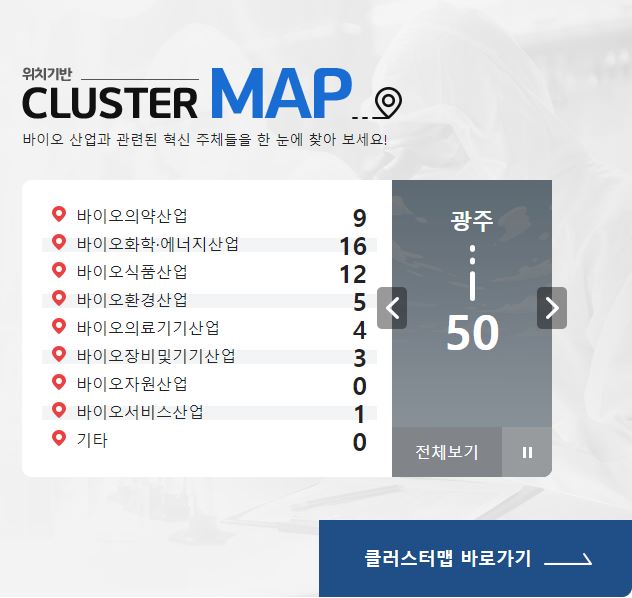 위치기반
CLUSTER MAP
바이오 산업과 관련된 혁신 주체들을 한 눈에 찾아 보세요!
바이오의약산업 9
바이오화학·에너지산업 16
바이오식품산업 12
바이오환경산업 5
바이오의료기기산업 4
바이오장비및기기산업 3
바이오자원산업 0
바이오서비스산업 1
기타 0
광주
50
전체보기
클러스터맵 바로가기